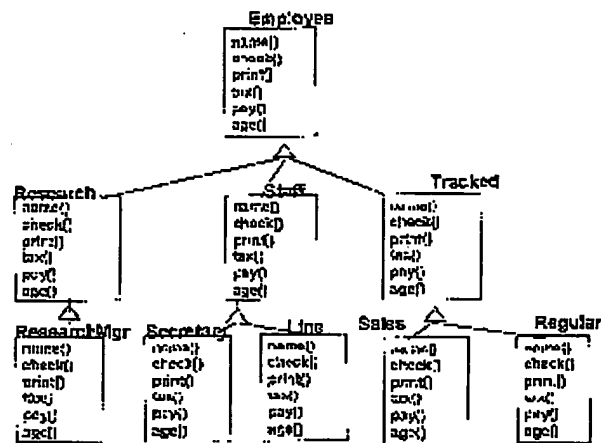 Employee
name()
check()
print()
tax()
pay()
age()
Research
name()
check()
print()
tax()
pay()
age()
Staff
name()
check()
print()
tax()
pay()
age()
Tracked
name()
check()
print()
tax()
pay()
age()
ResearchMgr
name()
check()
print()
tax()
pay()
age()
Secretary
name()
check()
print()
tax()
pay()
age()
Line
name()
check()
print()
tax()
pay()
age()
Sales
name()
check()
print()
tax()
pay()
age()
Regular
name()
check()
print()
tax()
pay()
age()